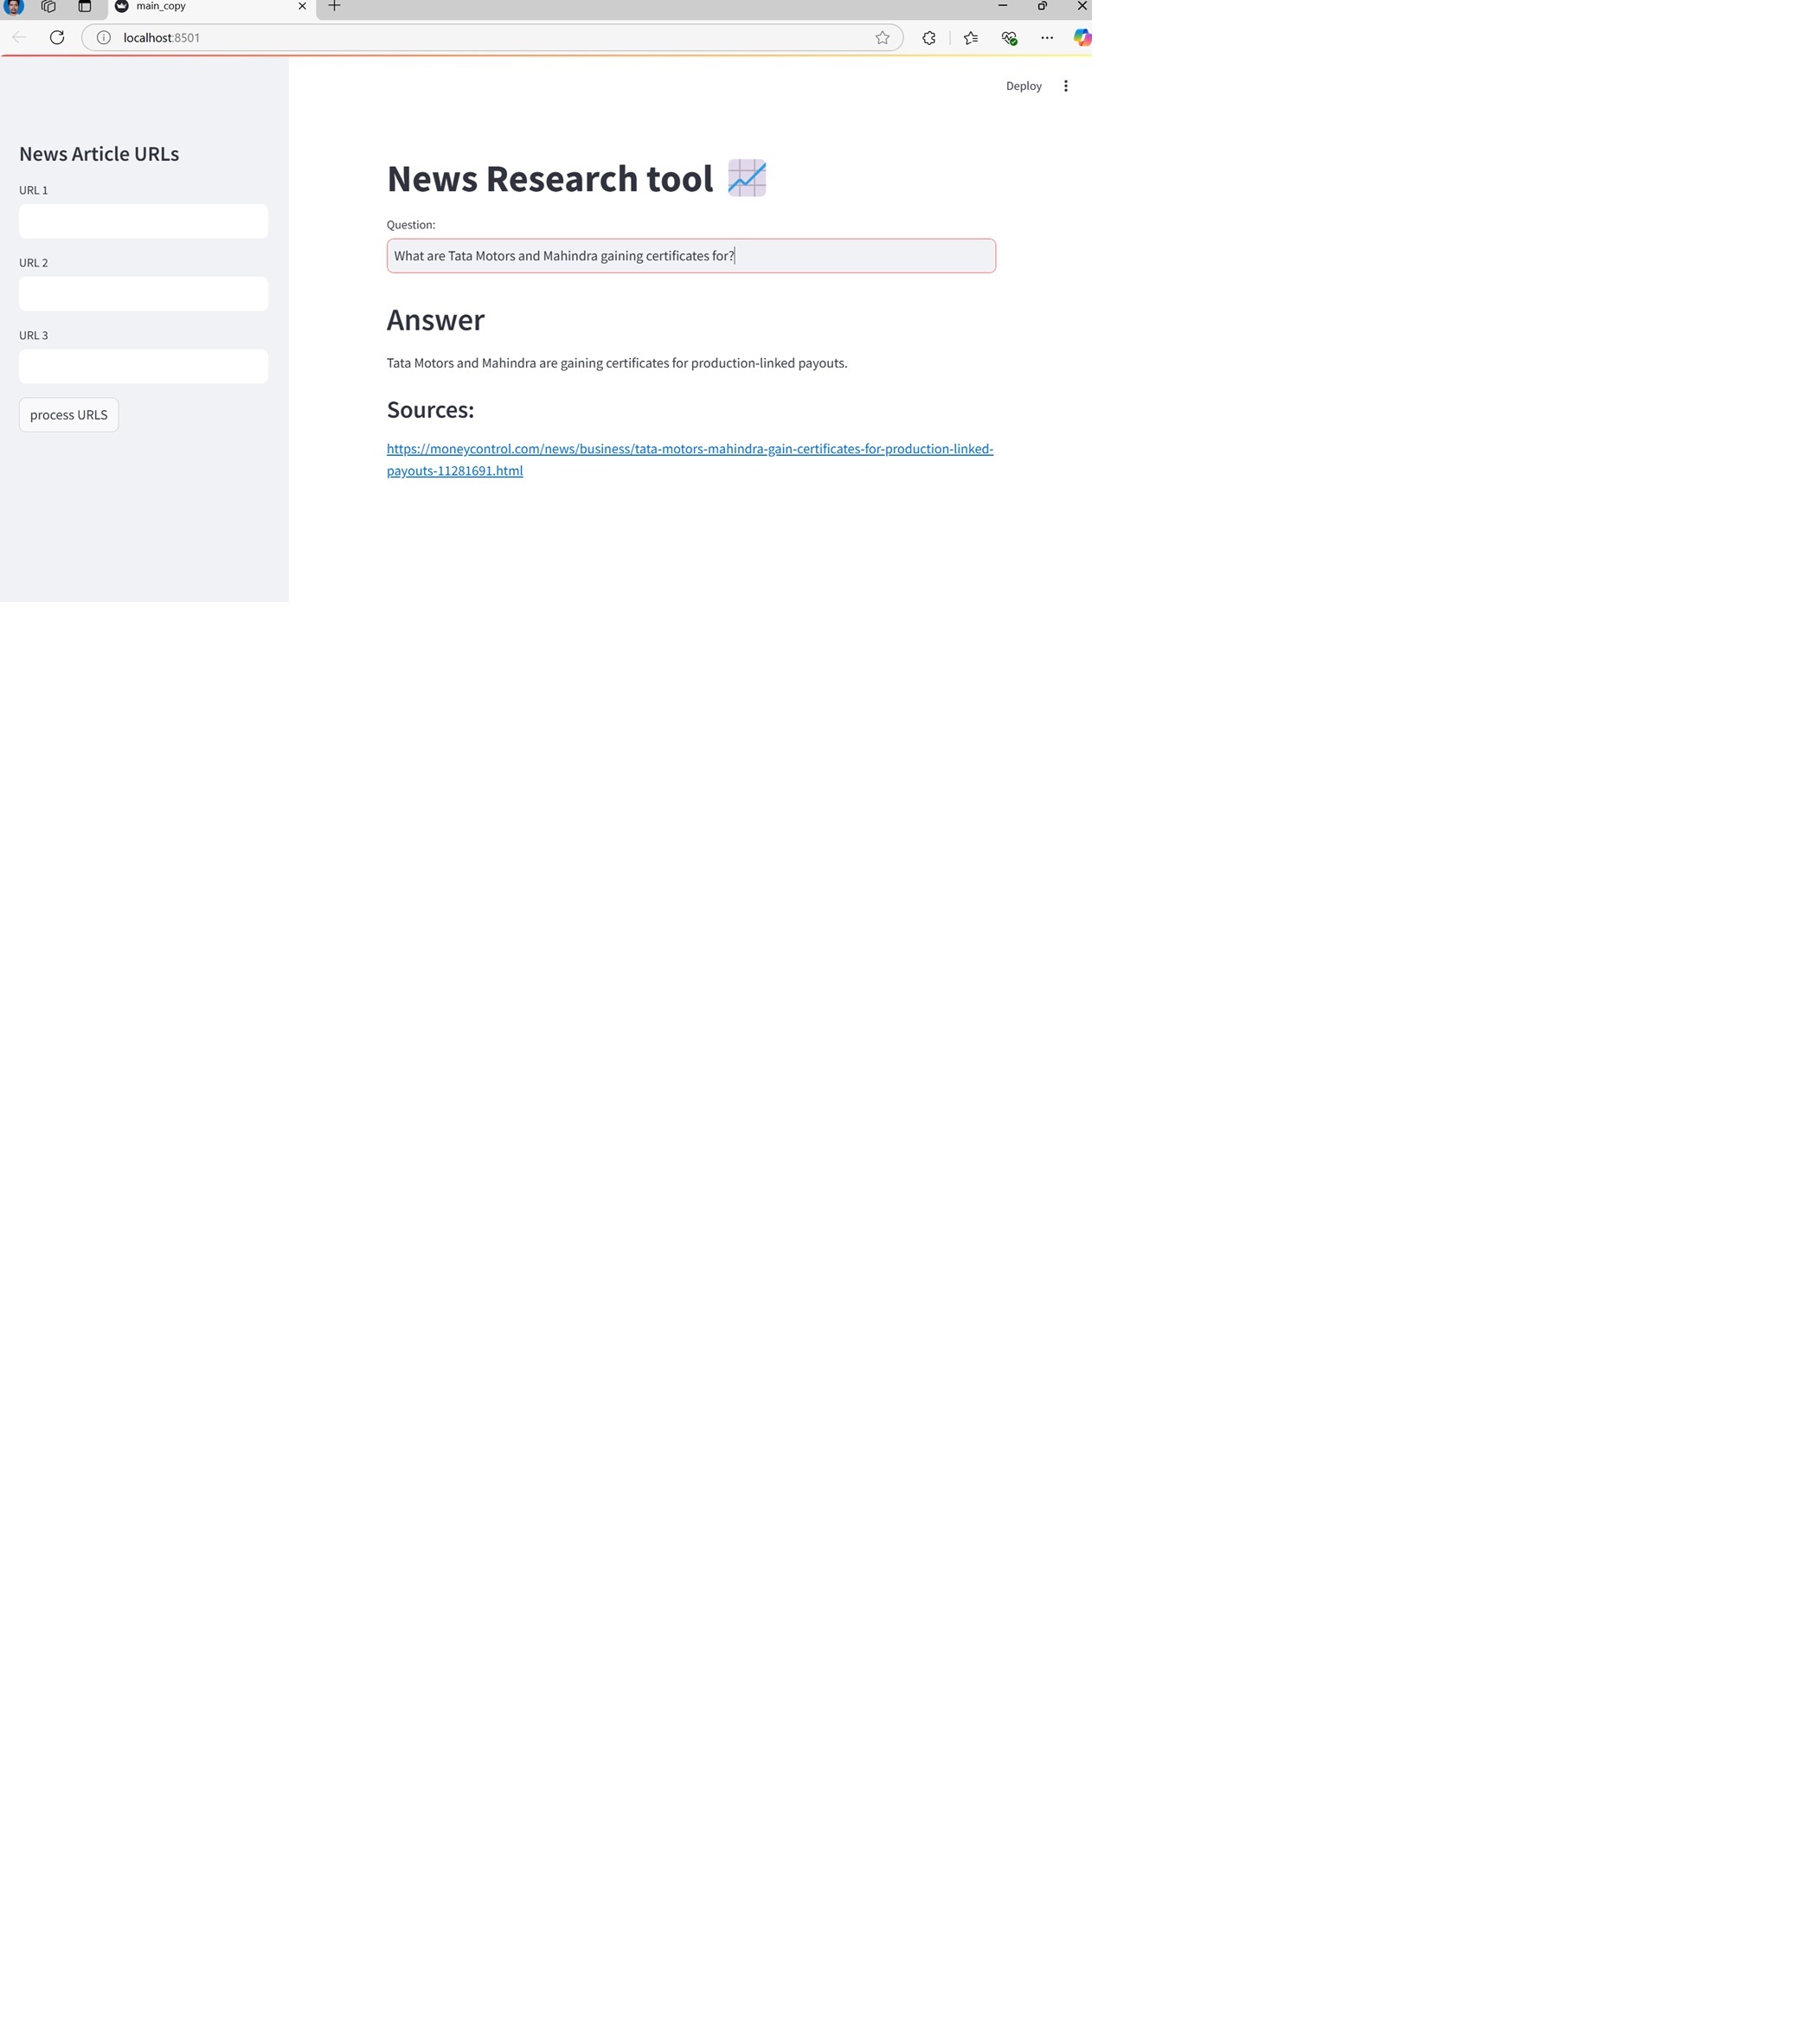 main_copy
localhost:8501
Deploy
News Article URLs
URL 1
URL 2
URL 3
process URLS
News Research tool
Question:
What are Tata Motors and Mahindra gaining certificates for?
Answer
Tata Motors and Mahindra are gaining certificates for production-linked payouts.
Sources:
https://moneycontrol.com/news/business/tata-motors-mahindra-gain-certificates-for-production-linked-
payouts-11281691.html